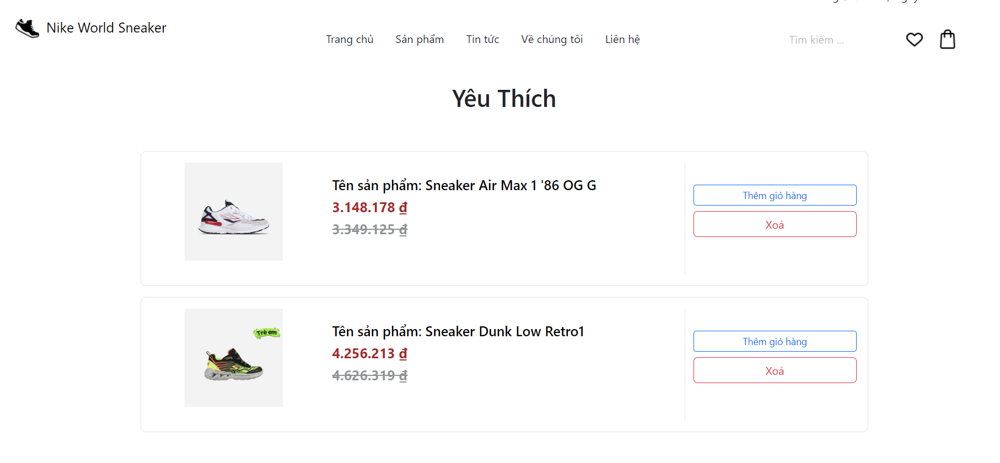 Nike World Sneaker
Trang chủ
Sản phẩm
Tin tức
Về chúng tôi
Liên hệ
Tìm kiếm ...
Yêu Thích
Tên sản phẩm: Sneaker Air Max 1 '86 OG G
3.148.178 ₫
3.349.125 ₫
Thêm giỏ hàng
Xoá
Trẻ em
Tên sản phẩm: Sneaker Dunk Low Retro1
4.256.213 ₫
4.626.319 ₫
Thêm giỏ hàng
Xoá